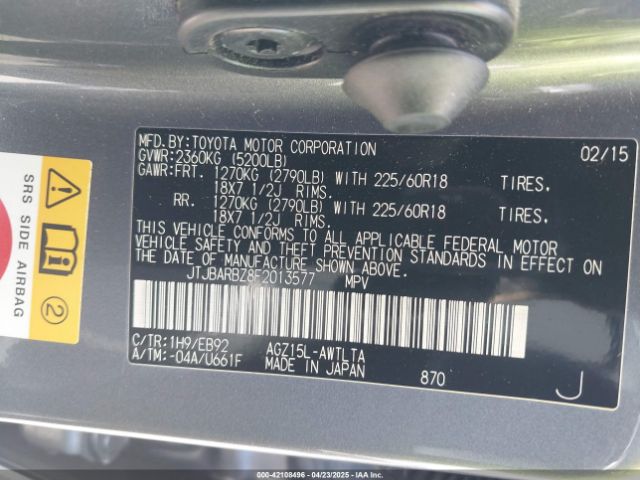 MFD.BY:TOYOTA MOTOR CORPORATION 02/15
GVWR:2360KG (5200LB)
GAWR:FRT. 1270KG (2790LB) WITH 225/60R18 TIRES.
18X7 1/2J RIMS.
RR. 1270KG (2790LB) WITH 225/60R18 TIRES.
18X7 1/2J RIMS.
THIS VEHICLE CONFORMS TO ALL APPLICABLE FEDERAL MOTOR
VEHICLE SAFETY AND THEFT PREVENTION STANDARDS IN EFFECT ON
THE DATE OF MANUFACTURE SHOWN ABOVE.
JTJBARBZ8F2013577 MPV
C/TR:1H9/EB92 AGZ15L-AWTLTA
A/TM:-04A/U661F MADE IN JAPAN 870 J
SRS SIDE AIRBAG
2
000-42108496 - 04/23/2025 - IAAI.COM